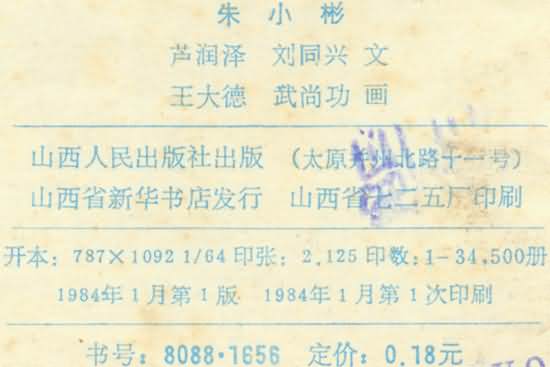 朱小彬
芦润泽 刘同兴 文
王大德 武尚功 画
山西人民出版社出版 (太原并州北路十一号)
山西省新华书店发行 山西省七二五厂印刷
开本: 787×1092 1/64 印张: 2.125 印数: 1-34,500册
1984年1月第1版 1984年1月第1次印刷
书号: 8088·1656 定价: 0.18元